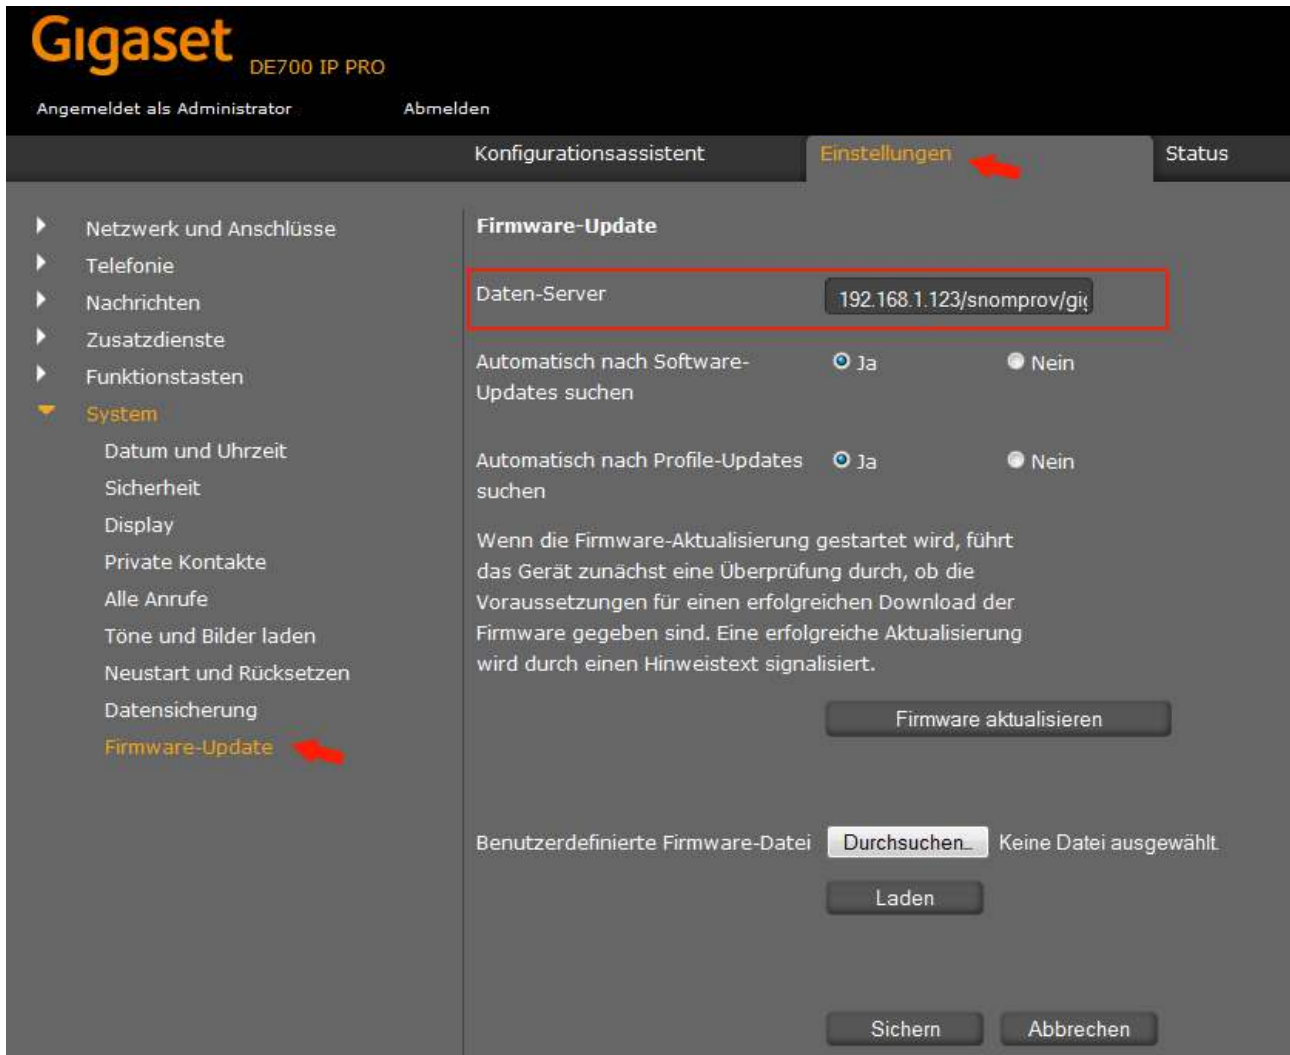 Gigaset DE700 IP PRO
Angemeldet als Administrator Abmelden
Konfigurationsassistent Einstellungen Status
Netzwerk und Anschlüsse
Telefonie
Nachrichten
Zusatzdienste
Funktionstasten
System
Datum und Uhrzeit
Sicherheit
Display
Private Kontakte
Alle Anrufe
Töne und Bilder laden
Neustart und Rücksetzen
Datensicherung
Firmware-Update
Firmware-Update
Daten-Server 192.168.1.123/snomprov/gig
Automatisch nach Software- Ja Nein
Updates suchen
Automatisch nach Profile-Updates Ja Nein
suchen
Wenn die Firmware-Aktualisierung gestartet wird, führt
das Gerät zunächst eine Überprüfung durch, ob die
Voraussetzungen für einen erfolgreichen Download der
Firmware gegeben sind. Eine erfolgreiche Aktualisierung
wird durch einen Hinweistext signalisiert.
Firmware aktualisieren
Benutzerdefinierte Firmware-Datei Durchsuchen... Keine Datei ausgewählt.
Laden
Sichern Abbrechen